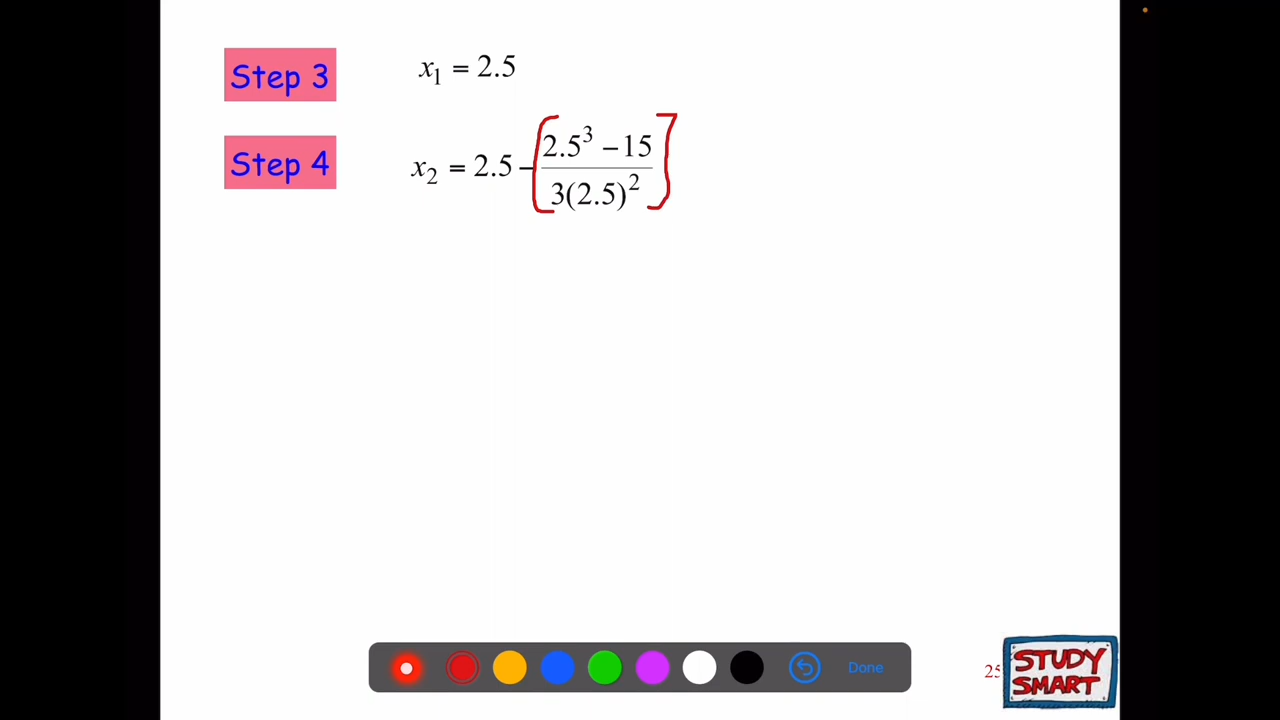 Step 3 x₁ = 2.5
Step 4 x₂ = 2.5 − [(2.5³ − 15) / (3(2.5)²)]
Done
25
STUDY
SMART